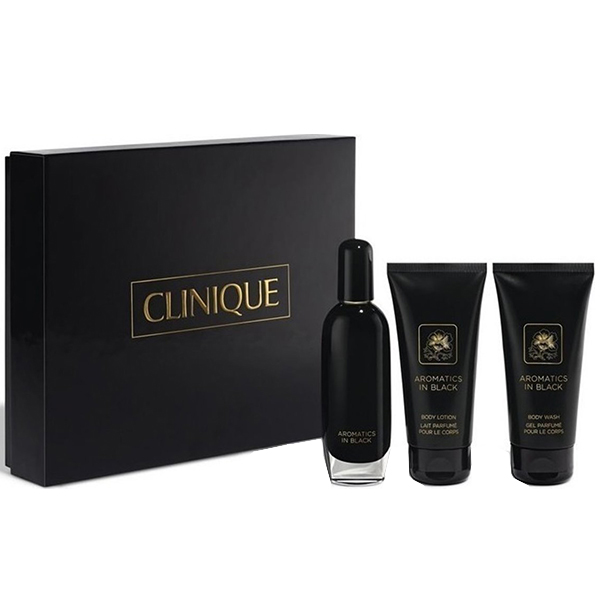 CLINIQUE
AROMATICS
IN BLACK
AROMATICS
IN BLACK
BODY LOTION
LAIT PARFUMÉ
POUR LE CORPS
AROMATICS
IN BLACK
BODY WASH
GEL PARFUMÉ
POUR LE CORPS